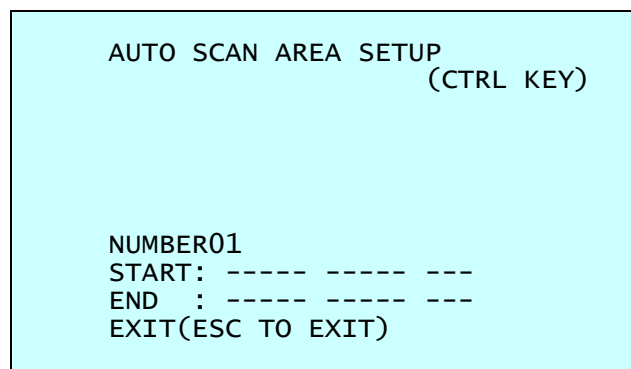 AUTO SCAN AREA SETUP
(CTRL KEY)
NUMBER01
START: ----- ----- ---
END  : ----- ----- ---
EXIT(ESC TO EXIT)